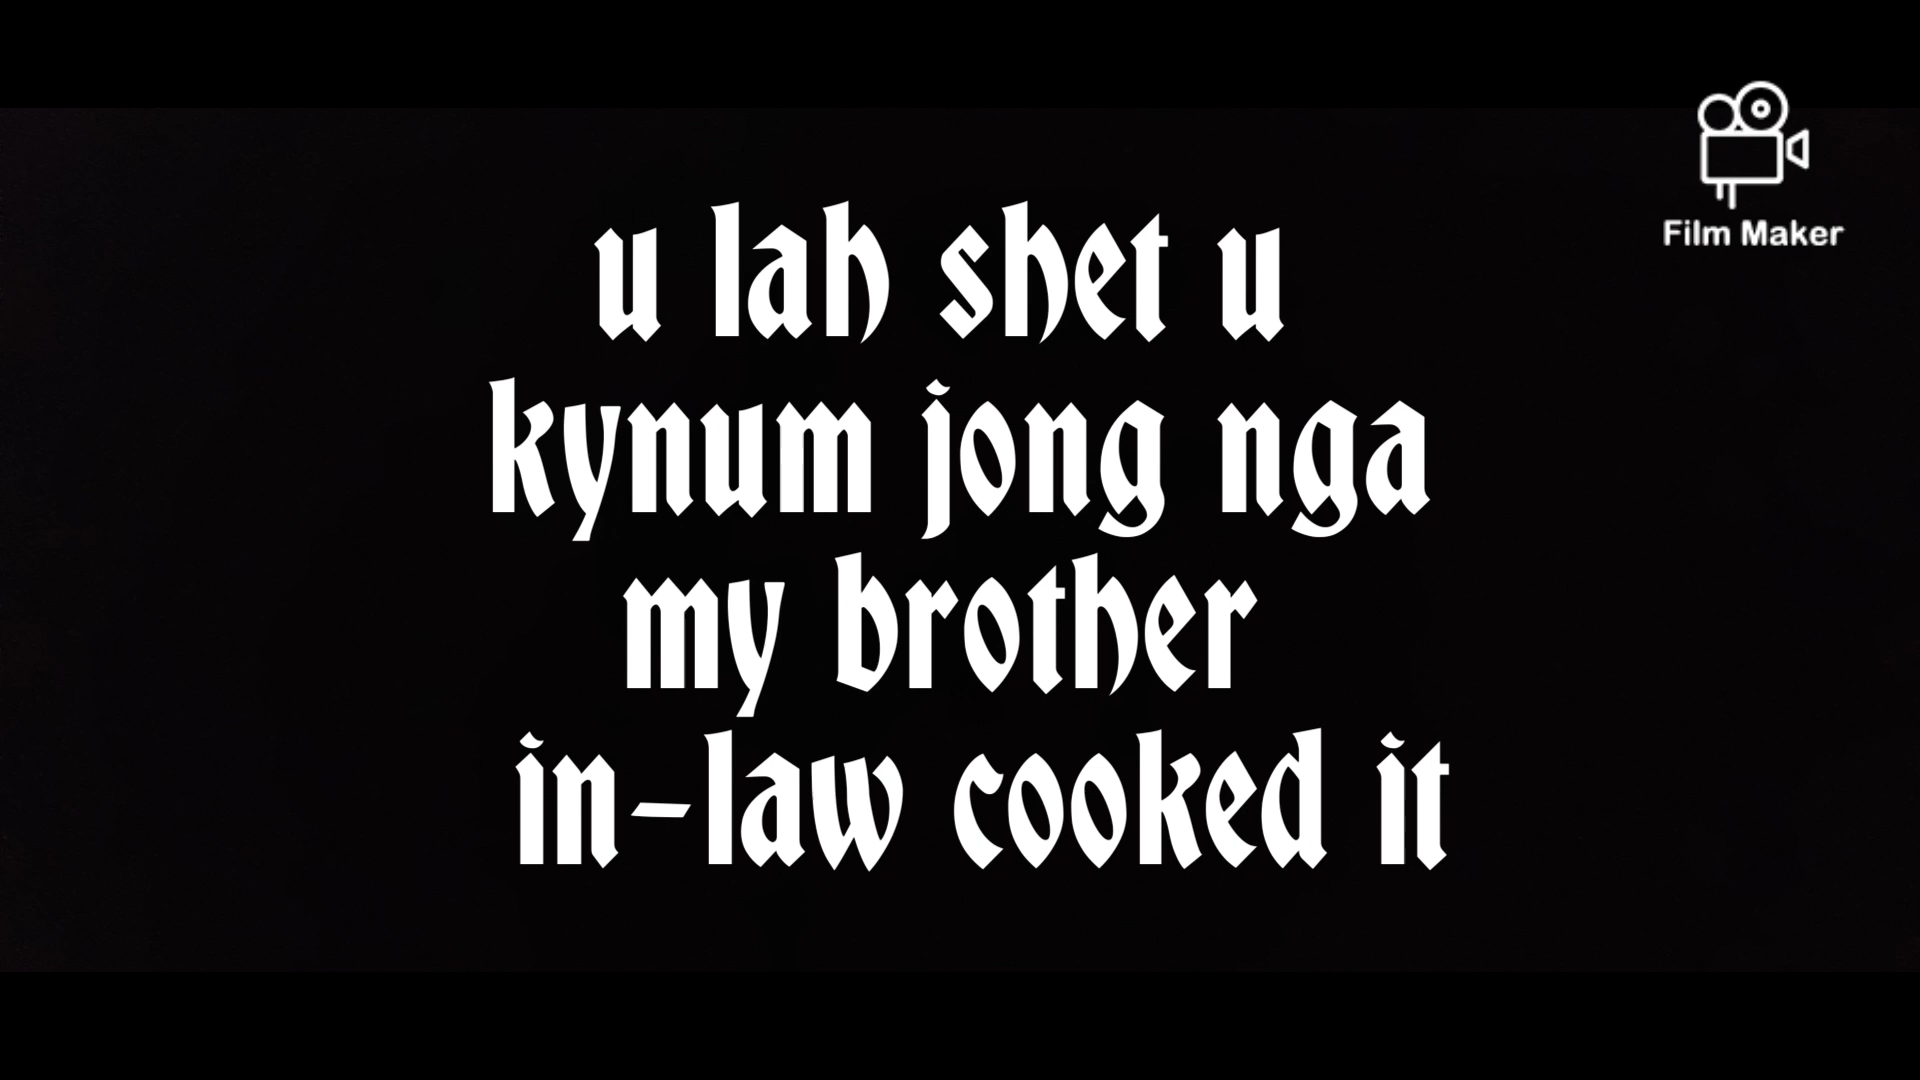 Film Maker
u lah shet u
kynum jong nga
my brother
in-law cooked it